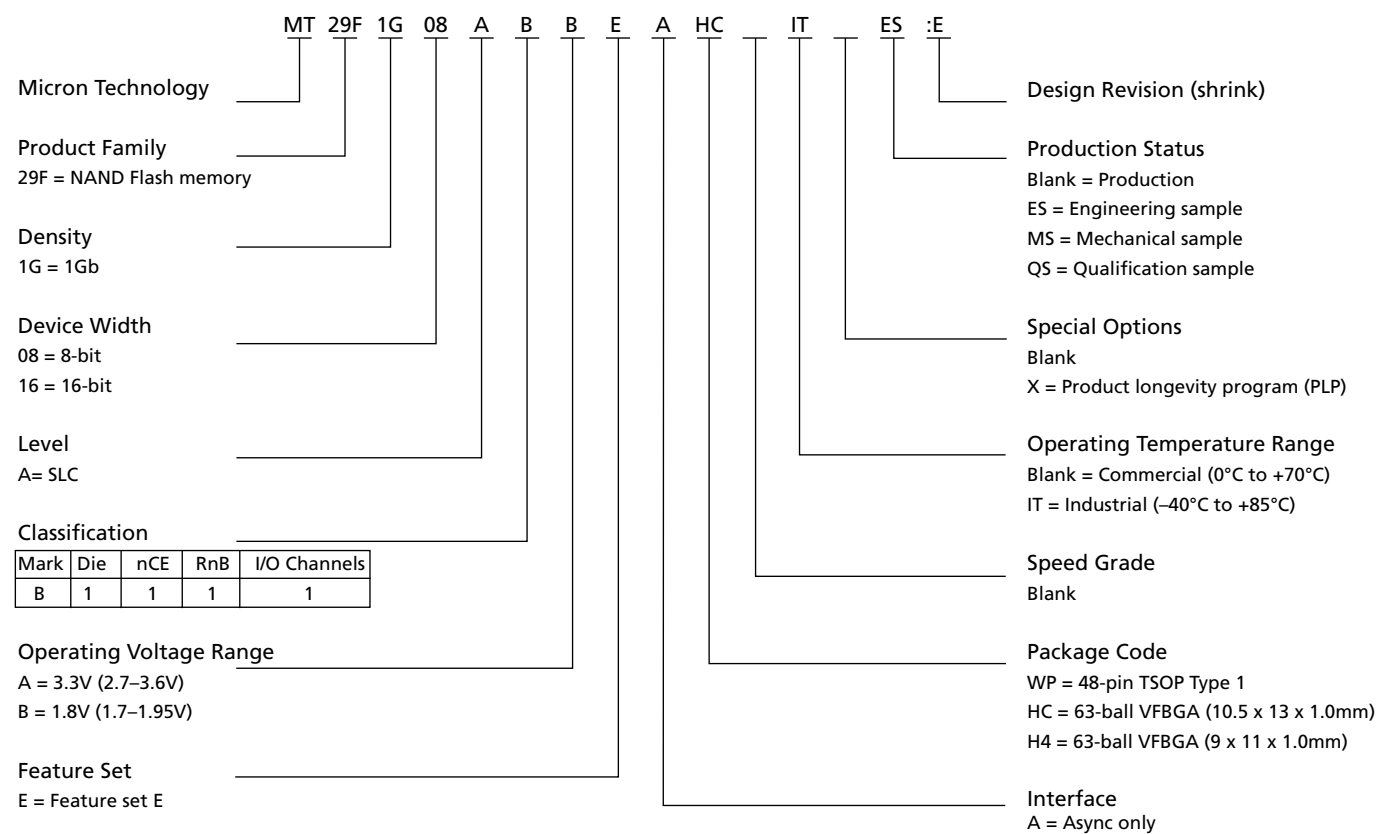 MT 29F 1G 08 A B B E A HC IT ES :E
Micron Technology
Product Family
29F = NAND Flash memory
Density
1G = 1Gb
Device Width
08 = 8-bit
16 = 16-bit
Level
A= SLC
Classification
Mark Die nCE RnB I/O Channels
B 1 1 1 1
Operating Voltage Range
A = 3.3V (2.7–3.6V)
B = 1.8V (1.7–1.95V)
Feature Set
E = Feature set E
Design Revision (shrink)
Production Status
Blank = Production
ES = Engineering sample
MS = Mechanical sample
QS = Qualification sample
Special Options
Blank
X = Product longevity program (PLP)
Operating Temperature Range
Blank = Commercial (0°C to +70°C)
IT = Industrial (–40°C to +85°C)
Speed Grade
Blank
Package Code
WP = 48-pin TSOP Type 1
HC = 63-ball VFBGA (10.5 x 13 x 1.0mm)
H4 = 63-ball VFBGA (9 x 11 x 1.0mm)
Interface
A = Async only